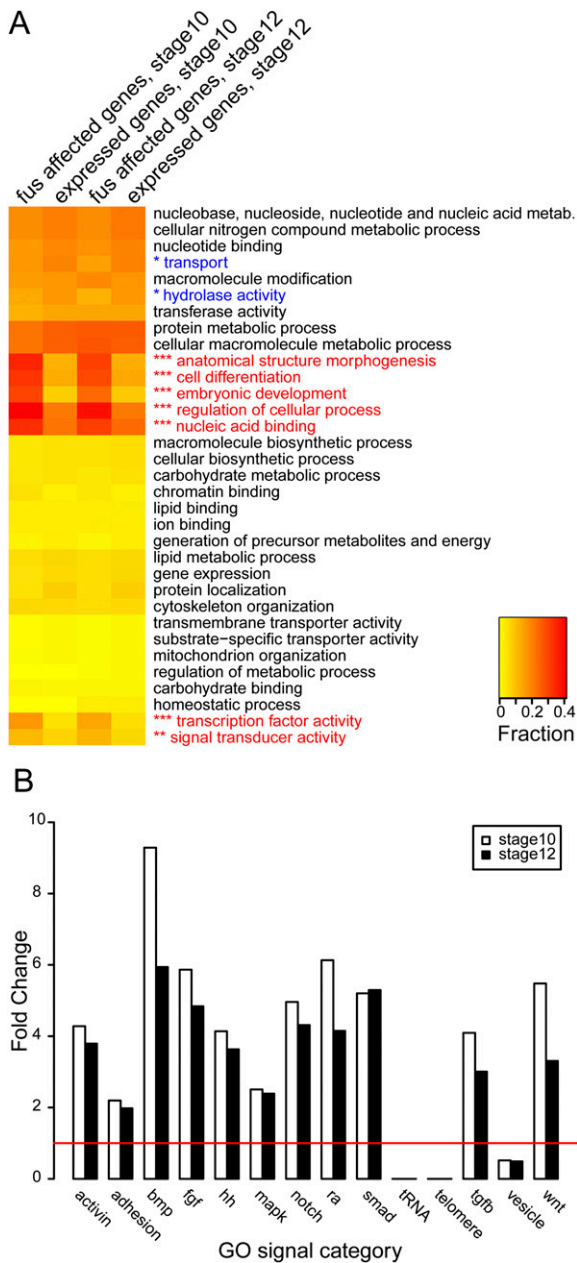 A
fus affected genes, stage10
expressed genes, stage10
fus affected genes, stage12
expressed genes, stage12
nucleobase, nucleoside, nucleotide and nucleic acid metab.
cellular nitrogen compound metabolic process
nucleotide binding
* transport
macromolecule modification
* hydrolase activity
transferase activity
protein metabolic process
cellular macromolecule metabolic process
*** anatomical structure morphogenesis
*** cell differentiation
*** embryonic development
*** regulation of cellular process
*** nucleic acid binding
macromolecule biosynthetic process
cellular biosynthetic process
carbohydrate metabolic process
chromatin binding
lipid binding
ion binding
generation of precursor metabolites and energy
lipid metabolic process
gene expression
protein localization
cytoskeleton organization
transmembrane transporter activity
substrate−specific transporter activity
mitochondrion organization
regulation of metabolic process
carbohydrate binding
homeostatic process
*** transcription factor activity
** signal transducer activity
0 0.2 0.4
Fraction
B
10
8
6
4
2
0
Fold Change
stage10
stage12
activin
adhesion
bmp
fgf
hh
mapk
notch
ra
smad
tRNA
telomere
tgfb
vesicle
wnt
GO signal category